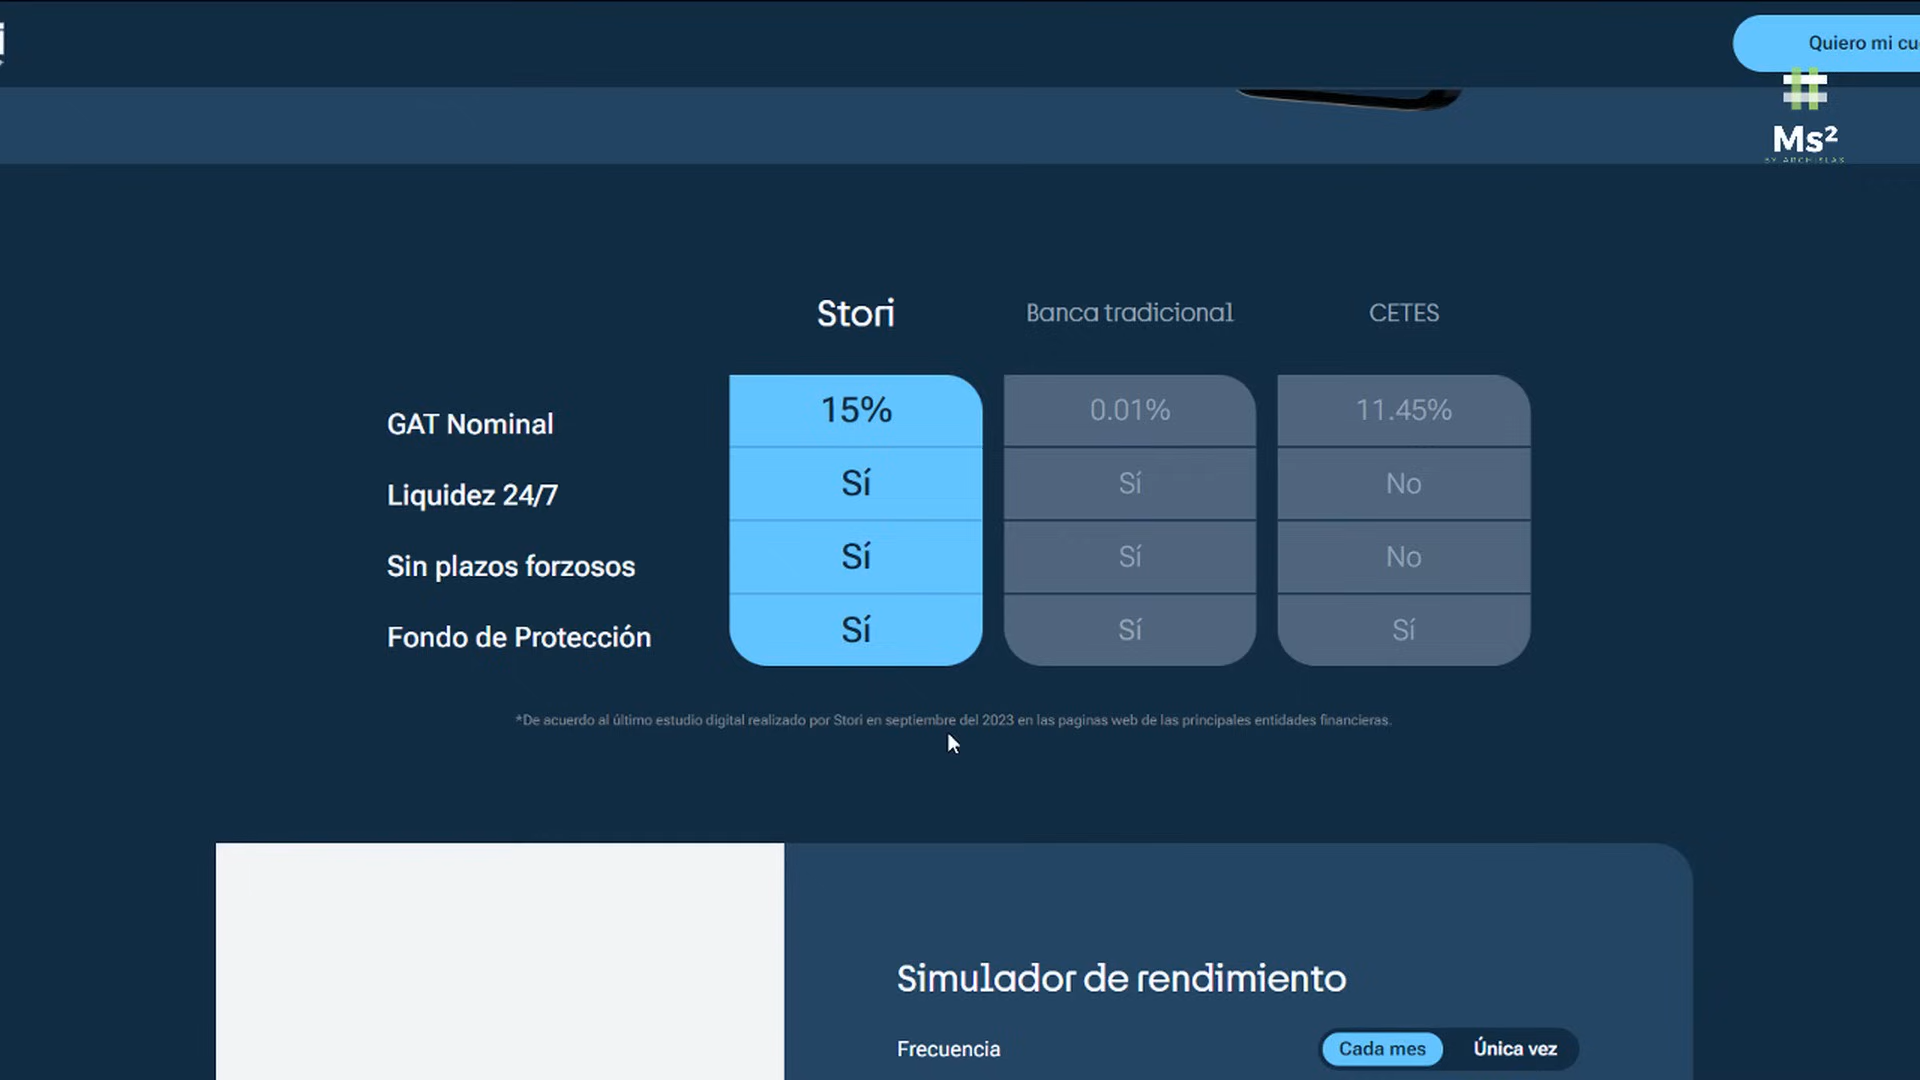 Quiero mi cu
Ms²
BY ARCHISLAS
Stori
Banca tradicional
CETES
GAT Nominal
15%
0.01%
11.45%
Liquidez 24/7
Sí
Sí
No
Sin plazos forzosos
Sí
Sí
No
Fondo de Protección
Sí
Sí
Sí
*De acuerdo al último estudio digital realizado por Stori en septiembre del 2023 en las paginas web de las principales entidades financieras.
Simulador de rendimiento
Frecuencia
Cada mes
Única vez